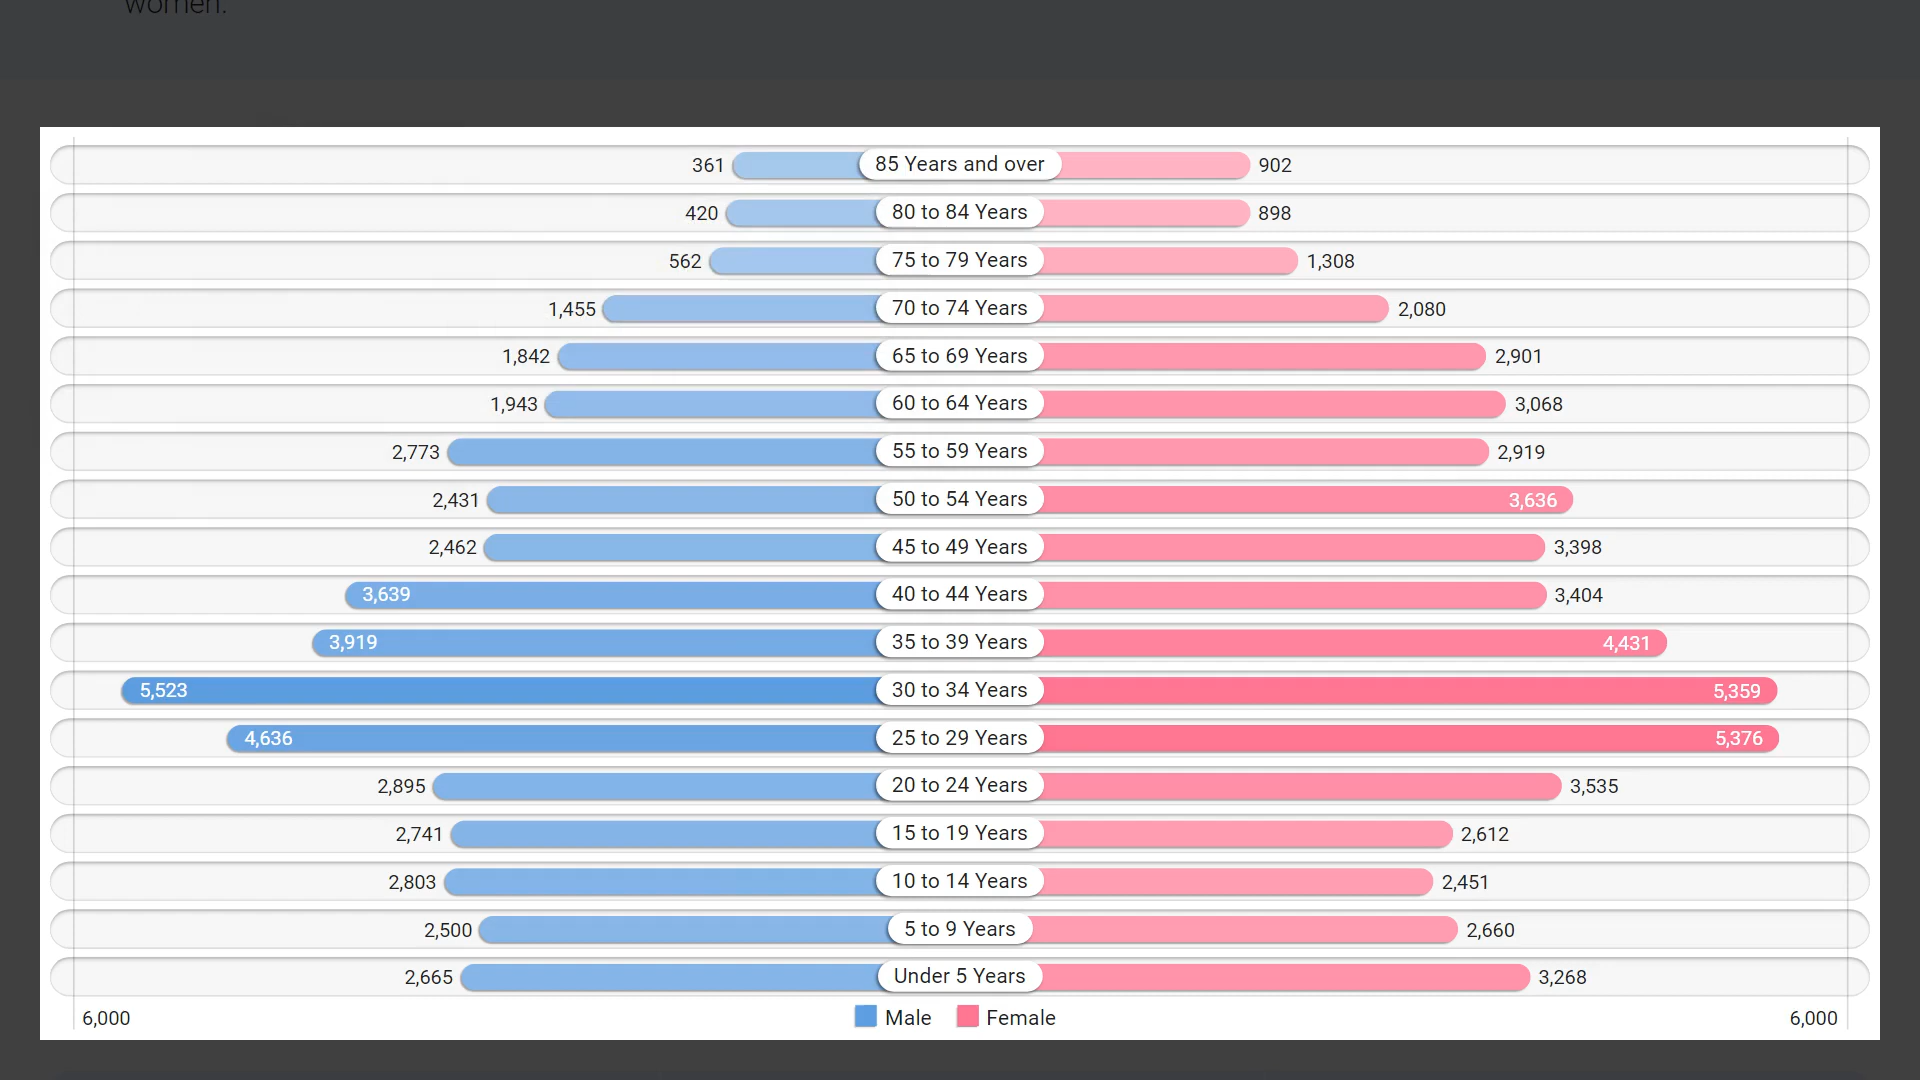 women.
361 85 Years and over 902
420 80 to 84 Years 898
562 75 to 79 Years 1,308
1,455 70 to 74 Years 2,080
1,842 65 to 69 Years 2,901
1,943 60 to 64 Years 3,068
2,773 55 to 59 Years 2,919
2,431 50 to 54 Years 3,636
2,462 45 to 49 Years 3,398
3,639 40 to 44 Years 3,404
3,919 35 to 39 Years 4,431
5,523 30 to 34 Years 5,359
4,636 25 to 29 Years 5,376
2,895 20 to 24 Years 3,535
2,741 15 to 19 Years 2,612
2,803 10 to 14 Years 2,451
2,500 5 to 9 Years 2,660
2,665 Under 5 Years 3,268
6,000 Male Female 6,000